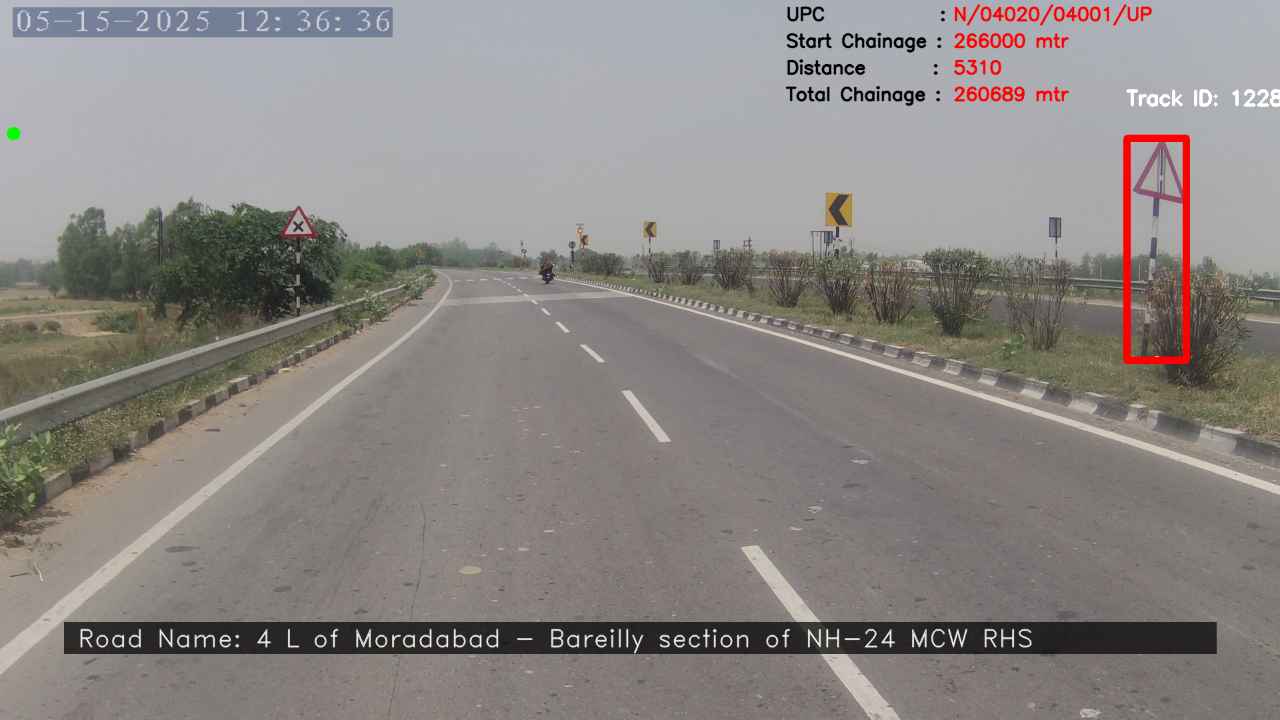 05-15-2025 12:36:36
UPC : N/04020/04001/UP
Start Chainage : 266000 mtr
Distance : 5310
Total Chainage : 260689 mtr
Track ID: 1228
Road Name: 4 L of Moradabad - Bareilly section of NH-24 MCW RHS